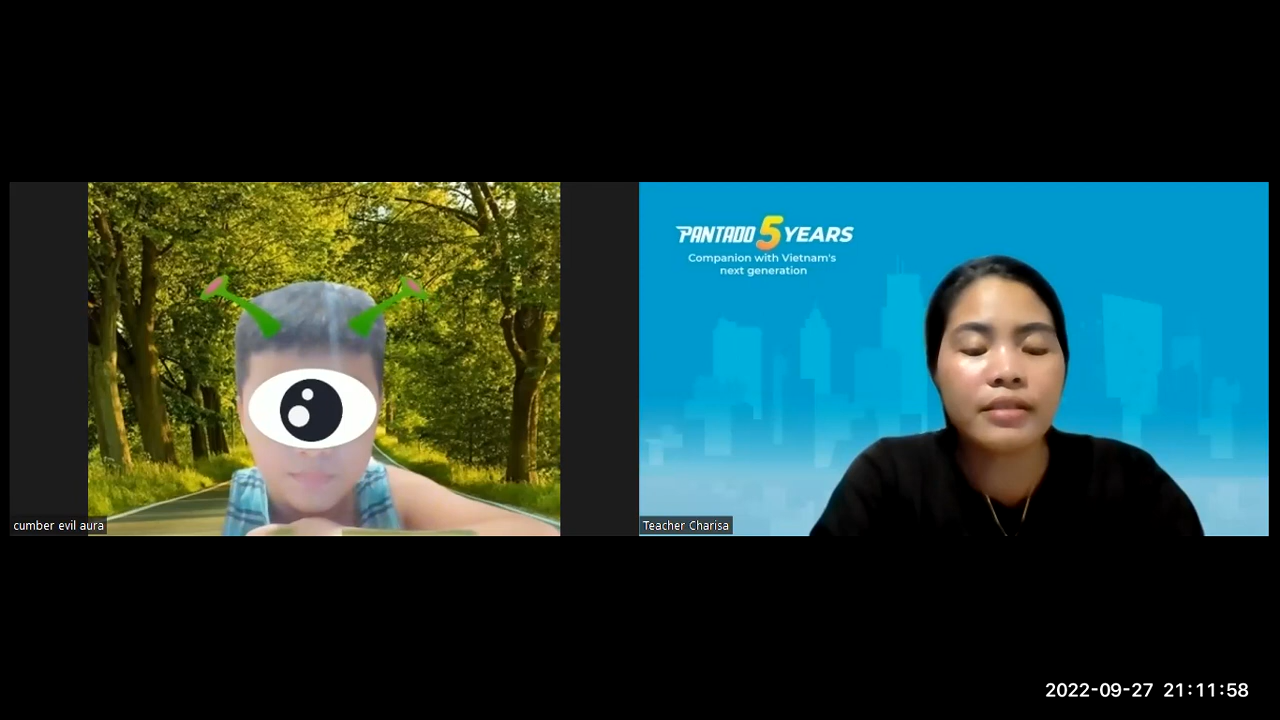 PANTADO 5 YEARS
Companion with Vietnam's
next generation
cumber evil aura
Teacher Charisa
2022-09-27 21:11:58